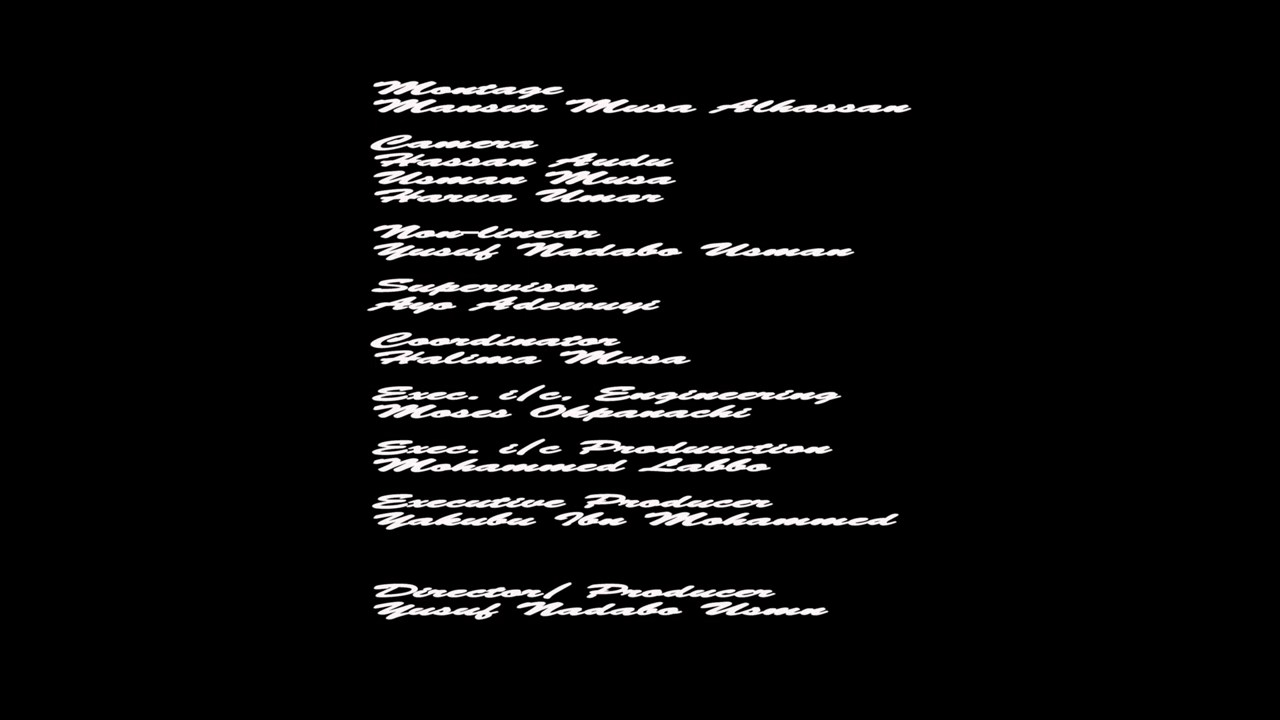 Montage
Mansur Musa Alhassan
Camera
Hassan Audu
Usman Musa
Harua Umar
Non-linear
Yusuf Nadabo Usman
Supervisor
Ayo Adewuyi
Coordinator
Halima Musa
Exec. i/c. Engineering
Moses Okpanachi
Exec. i/c Produuction
Mohammed Labbo
Executive Producer
Yakubu Ibn Mohammed
Director/ Producer
Yusuf Nadabo Usmn